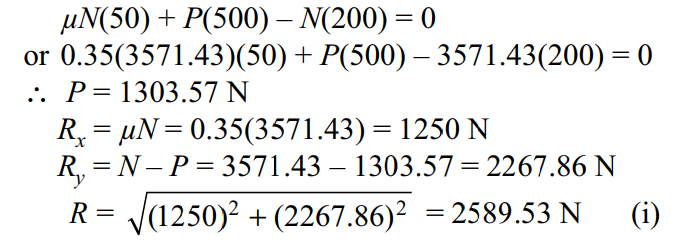 μN(50) + P(500) – N(200) = 0
or 0.35(3571.43)(50) + P(500) – 3571.43(200) = 0
∴ P = 1303.57 N
Rₓ = μN = 0.35(3571.43) = 1250 N
R_y = N – P = 3571.43 – 1303.57 = 2267.86 N
R = √(1250)² + (2267.86)² = 2589.53 N (i)